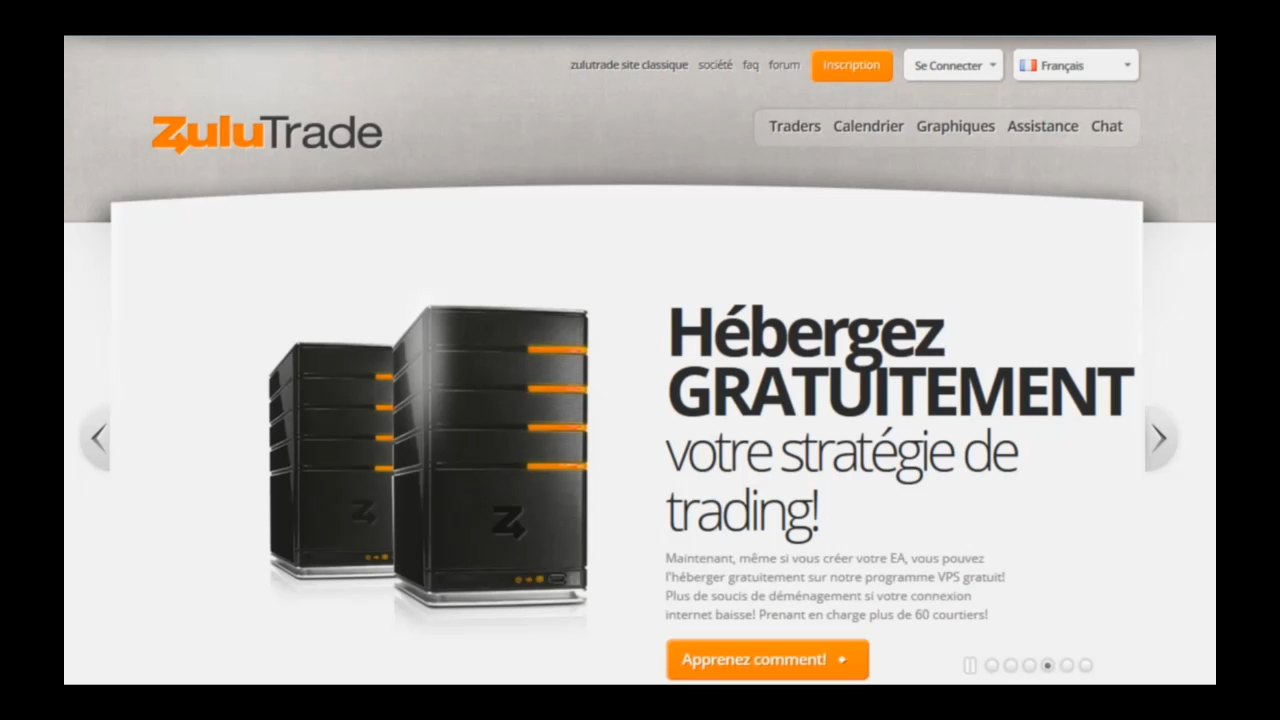 zulutrade site classique société faq forum Inscription Se Connecter Français
ZuluTrade
Traders Calendrier Graphiques Assistance Chat
Hébergez
GRATUITEMENT
votre stratégie de
trading!
Maintenant, même si vous créer votre EA, vous pouvez
l'héberger gratuitement sur notre programme VPS gratuit!
Plus de soucis de déménagement si votre connexion
internet baisse! Prenant en charge plus de 60 courtiers!
Apprenez comment!